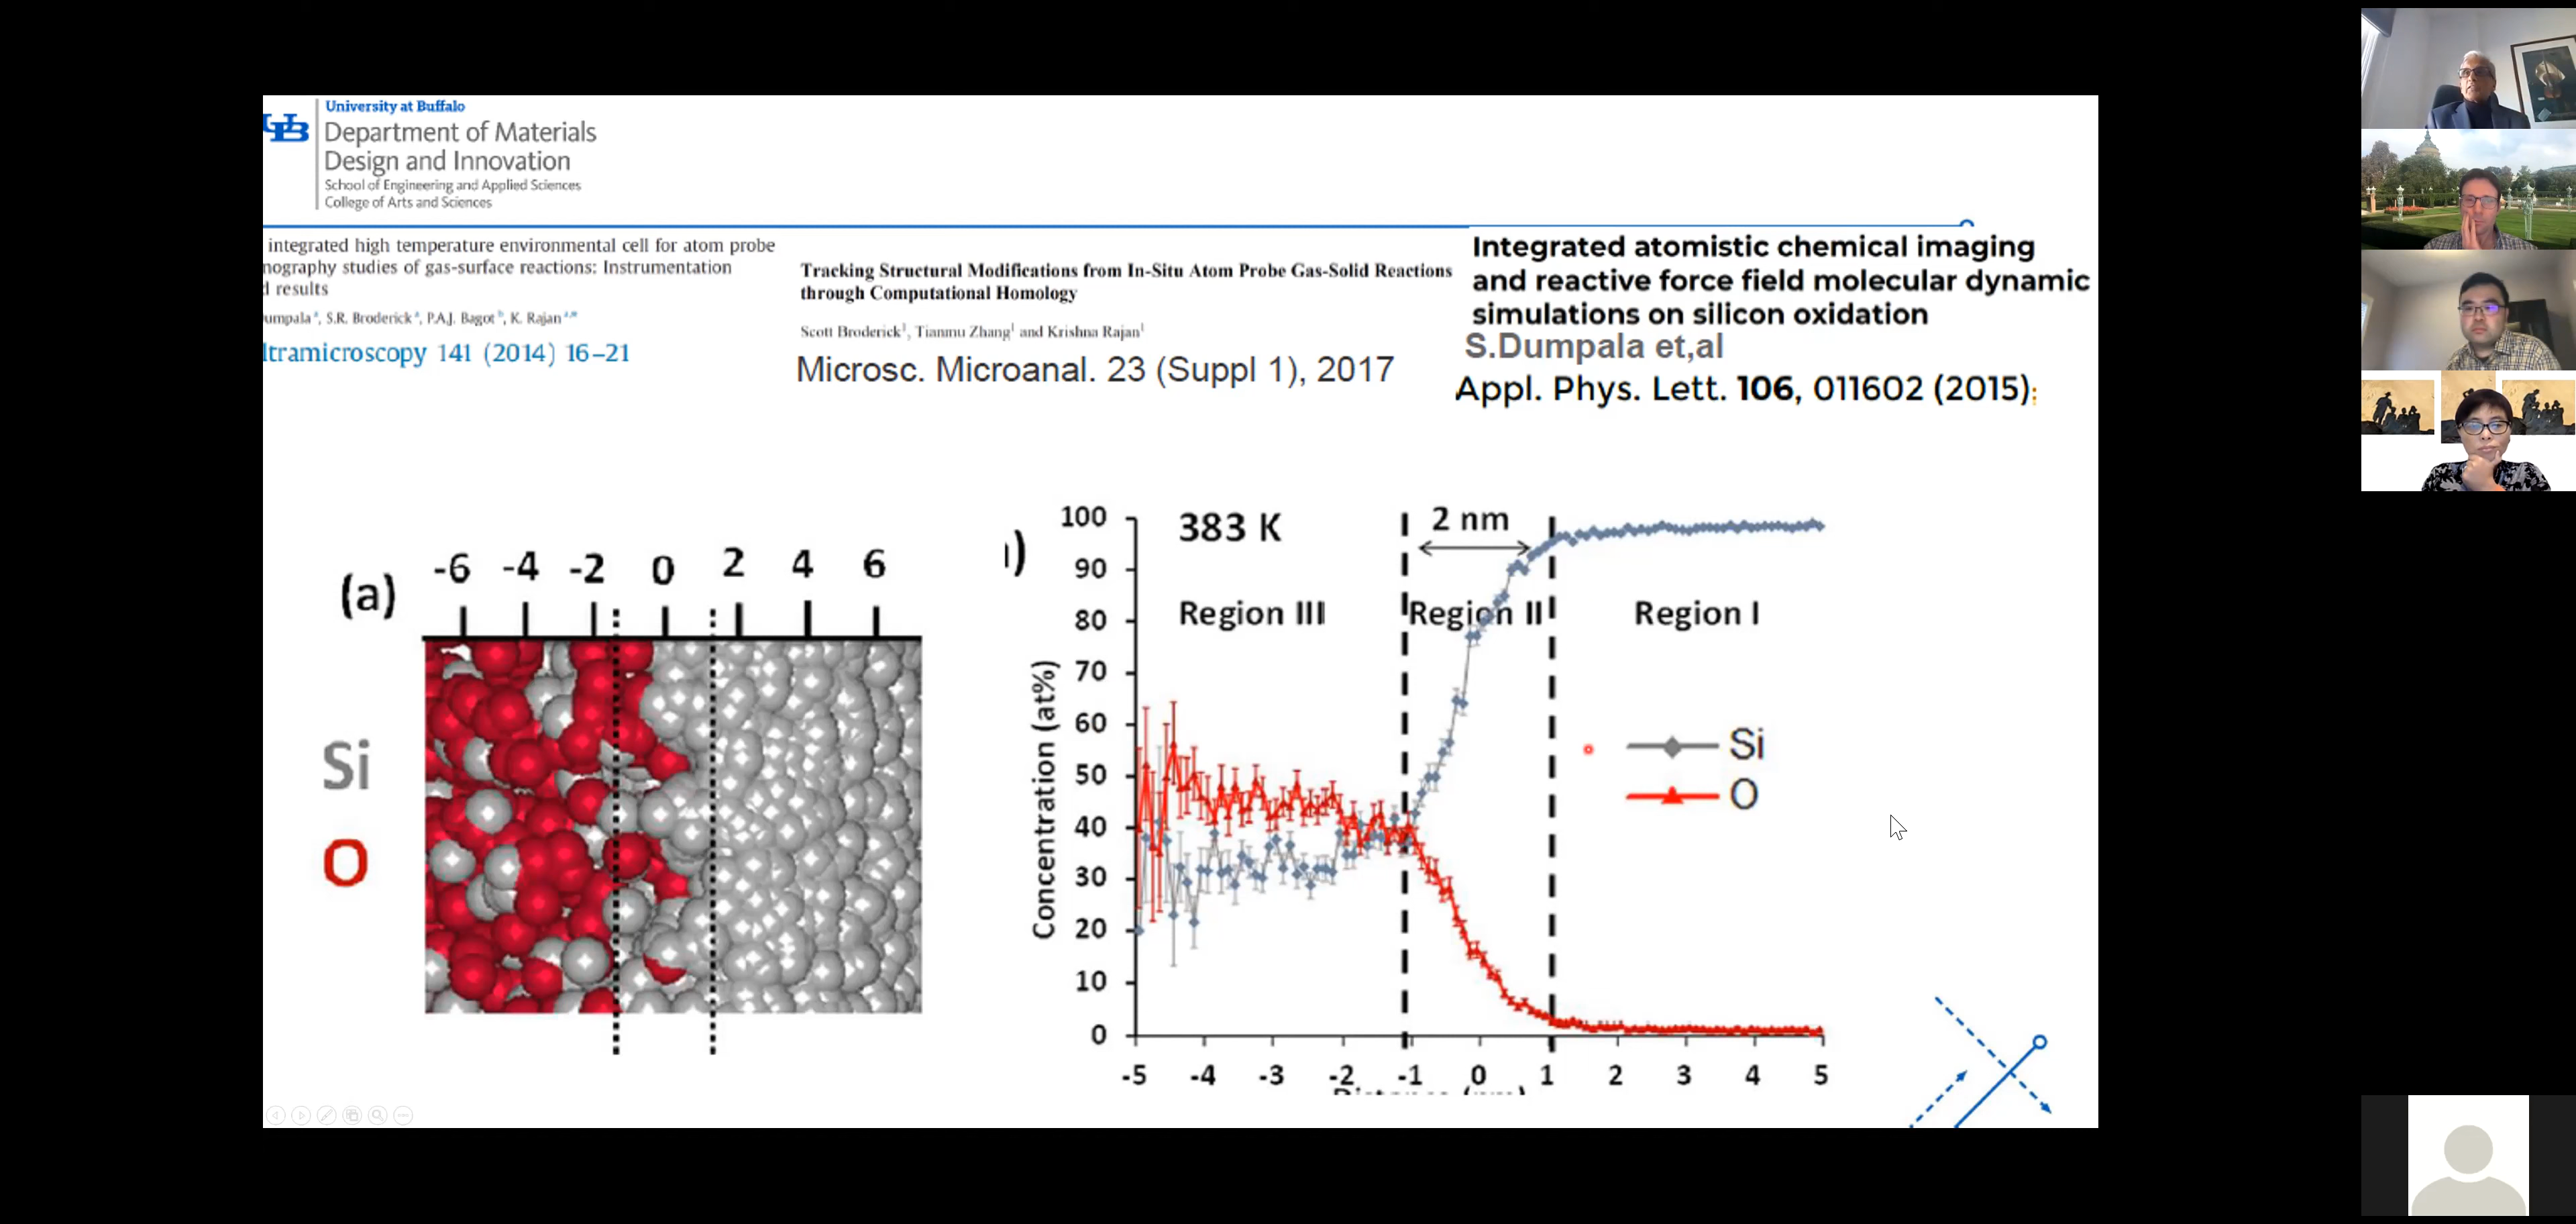 University at Buffalo
UB
Department of Materials
Design and Innovation
School of Engineering and Applied Sciences
College of Arts and Sciences
integrated high temperature environmental cell for atom probe
nography studies of gas-surface reactions: Instrumentation
d results
umpala a, S.R. Broderick a, P.A.J. Bagot b, K. Rajan a,*
ltramicroscopy 141 (2014) 16–21
Tracking Structural Modifications from In-Situ Atom Probe Gas-Solid Reactions
through Computational Homology
Scott Broderick1, Tianmu Zhang1 and Krishna Rajan1
Microsc. Microanal. 23 (Suppl 1), 2017
Integrated atomistic chemical imaging
and reactive force field molecular dynamic
simulations on silicon oxidation
S.Dumpala et,al
Appl. Phys. Lett. 106, 011602 (2015);
(a)
-6 -4 -2 0 2 4 6
Si
O
)
383 K
2 nm
Region III
Region II
Region I
Concentration (at%)
100
90
80
70
60
50
40
30
20
10
0
Si
O
-5 -4 -3 -2 -1 0 1 2 3 4 5